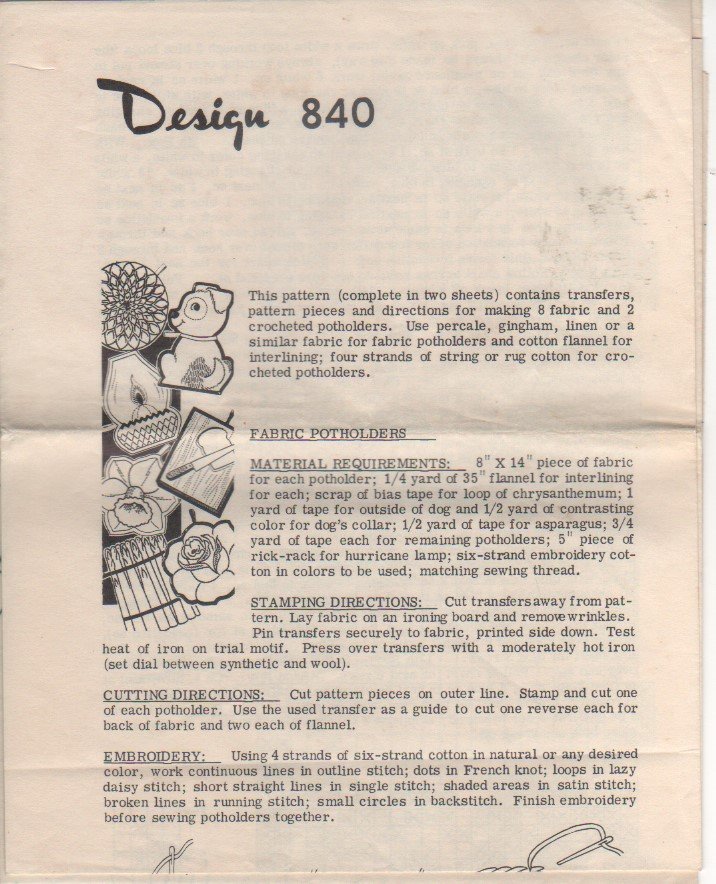 Design 840
This pattern (complete in two sheets) contains transfers,
pattern pieces and directions for making 8 fabric and 2
crocheted potholders. Use percale, gingham, linen or a
similar fabric for fabric potholders and cotton flannel for
interlining; four strands of string or rug cotton for cro-
cheted potholders.
FABRIC POTHOLDERS
MATERIAL REQUIREMENTS: 8" X 14" piece of fabric
for each potholder; 1/4 yard of 35" flannel for interlining
for each; scrap of bias tape for loop of chrysanthemum; 1
yard of tape for outside of dog and 1/2 yard of contrasting
color for dog's collar; 1/2 yard of tape for asparagus; 3/4
yard of tape each for remaining potholders; 5" piece of
rick-rack for hurricane lamp; six-strand embroidery cot-
ton in colors to be used; matching sewing thread.
STAMPING DIRECTIONS: Cut transfers away from pat-
tern. Lay fabric on an ironing board and remove wrinkles.
Pin transfers securely to fabric, printed side down. Test
heat of iron on trial motif. Press over transfers with a moderately hot iron
(set dial between synthetic and wool).
CUTTING DIRECTIONS: Cut pattern pieces on outer line. Stamp and cut one
of each potholder. Use the used transfer as a guide to cut one reverse each for
back of fabric and two each of flannel.
EMBROIDERY: Using 4 strands of six-strand cotton in natural or any desired
color, work continuous lines in outline stitch; dots in French knot; loops in lazy
daisy stitch; short straight lines in single stitch; shaded areas in satin stitch;
broken lines in running stitch; small circles in backstitch. Finish embroidery
before sewing potholders together.